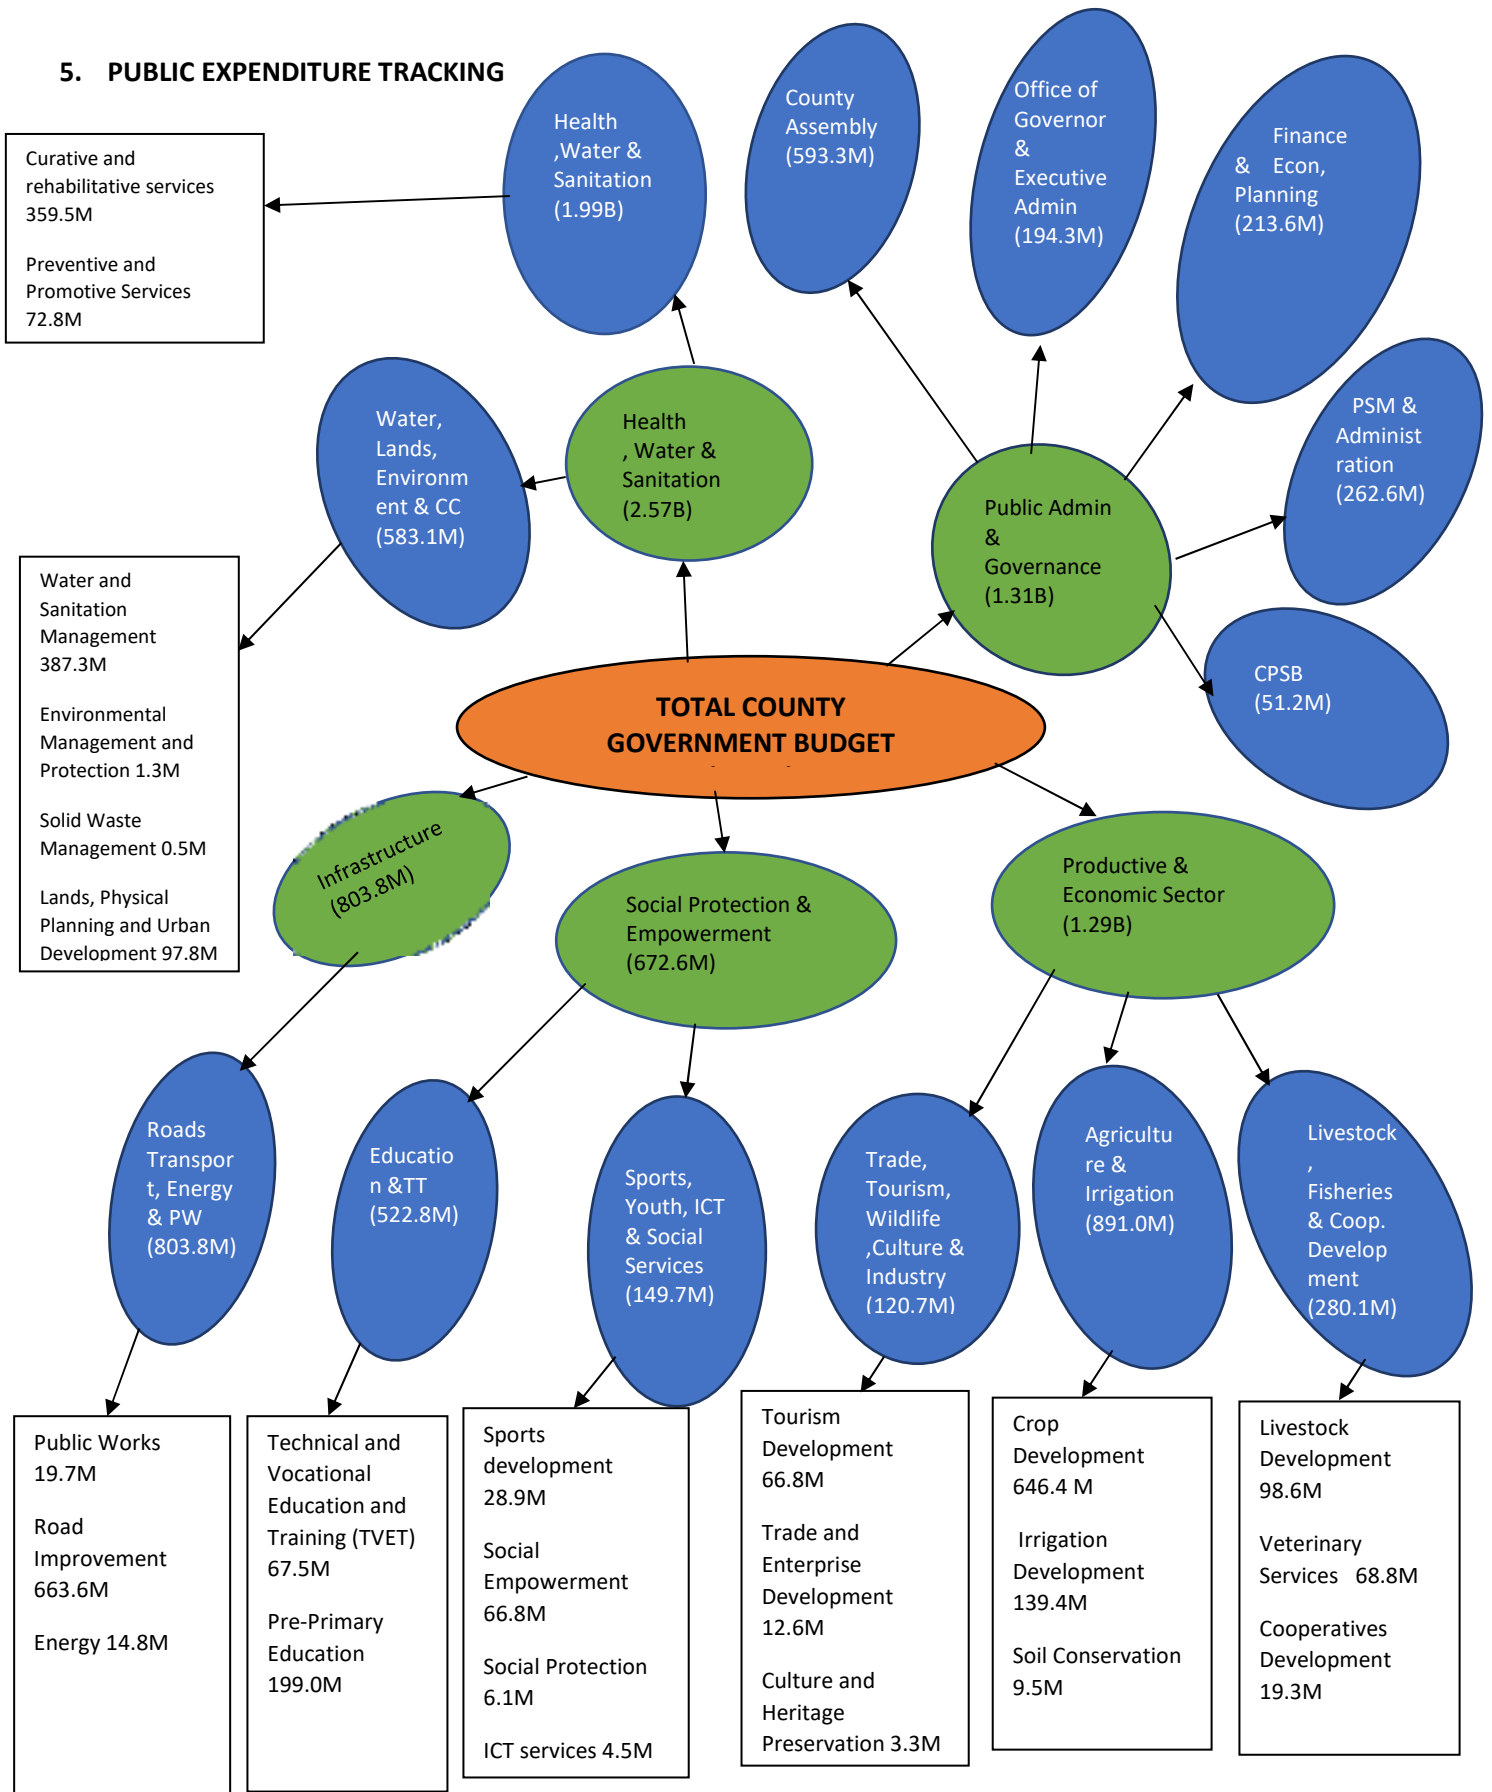 5. PUBLIC EXPENDITURE TRACKING
Health
,Water &
Sanitation
(1.99B)
County
Assembly
(593.3M)
Office of
Governor
&
Executive
Admin
(194.3M)
Finance
& Econ,
Planning
(213.6M)
Curative and
rehabilitative services
359.5M
Preventive and
Promotive Services
72.8M
Water,
Lands,
Environm
ent & CC
(583.1M)
Health
, Water &
Sanitation
(2.57B)
PSM &
Administ
ration
(262.6M)
Public Admin
&
Governance
(1.31B)
Water and
Sanitation
Management
387.3M
Environmental
Management and
Protection 1.3M
Solid Waste
Management 0.5M
Lands, Physical
Planning and Urban
Development 97.8M
CPSB
(51.2M)
TOTAL COUNTY
GOVERNMENT BUDGET
Infrastructure
(803.8M)
Social Protection &
Empowerment
(672.6M)
Productive &
Economic Sector
(1.29B)
Roads
Transpor
t, Energy
& PW
(803.8M)
Educatio
n &TT
(522.8M)
Sports,
Youth, ICT
& Social
Services
(149.7M)
Trade,
Tourism,
Wildlife
,Culture &
Industry
(120.7M)
Agricultu
re &
Irrigation
(891.0M)
Livestock
,
Fisheries
& Coop.
Develop
ment
(280.1M)
Public Works
19.7M
Road
Improvement
663.6M
Energy 14.8M
Technical and
Vocational
Education and
Training (TVET)
67.5M
Pre-Primary
Education
199.0M
Sports
development
28.9M
Social
Empowerment
66.8M
Social Protection
6.1M
ICT services 4.5M
Tourism
Development
66.8M
Trade and
Enterprise
Development
12.6M
Culture and
Heritage
Preservation 3.3M
Crop
Development
646.4 M
Irrigation
Development
139.4M
Soil Conservation
9.5M
Livestock
Development
98.6M
Veterinary
Services 68.8M
Cooperatives
Development
19.3M